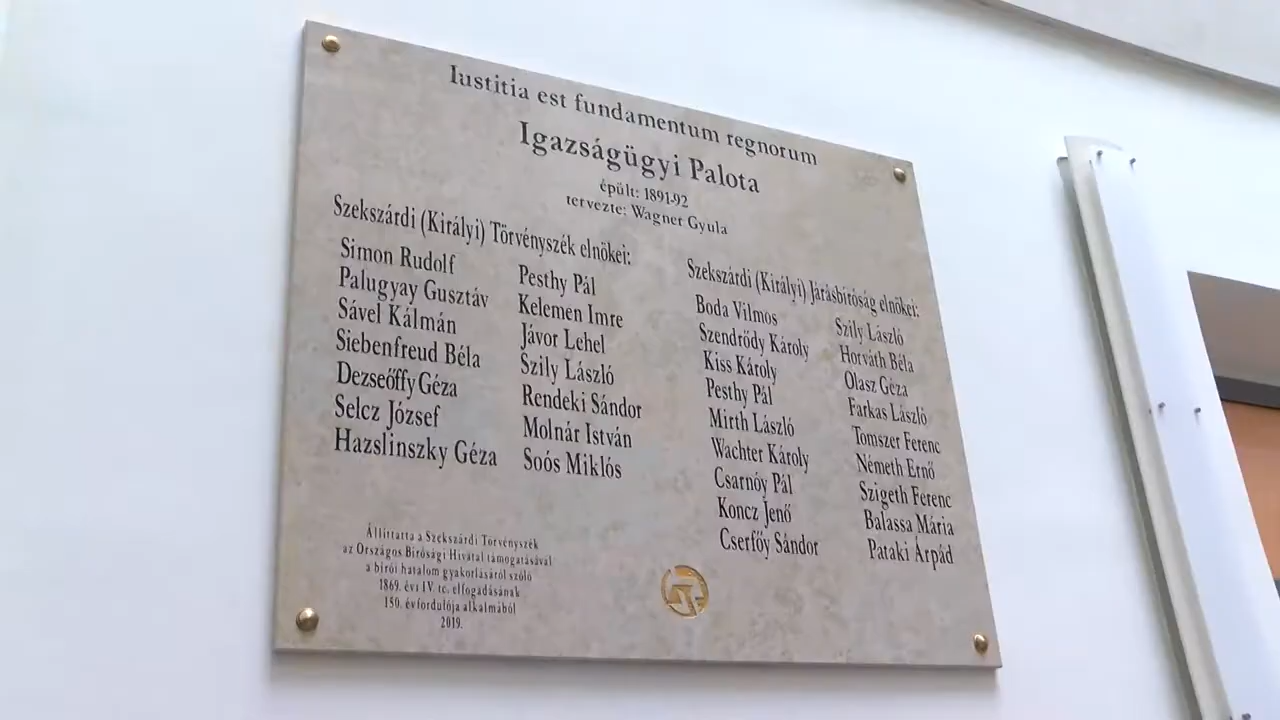 Iustitia est fundamentum regnorum
Igazságügyi Palota
épült: 1891-92
tervezte: Wagner Gyula
Szekszárdi (Királyi) Törvényszék elnökei:
Simon Rudolf
Palugyay Gusztáv
Sável Kálmán
Siebenfreud Béla
Dezseőffy Géza
Selcz József
Hazslinszky Géza
Pesthy Pál
Kelemen Imre
Jávor Lehel
Szily László
Rendeki Sándor
Molnár István
Soós Miklós
Szekszárdi (Királyi) Járásbíróság elnökei:
Boda Vilmos
Szendrödy Károly
Kiss Károly
Pesthy Pál
Mirth László
Wachter Károly
Csarnóy Pál
Koncz Jenő
Cserfőy Sándor
Szily László
Horváth Béla
Olasz Géza
Farkas László
Tomszer Ferenc
Németh Ernő
Szigeth Ferenc
Balassa Mária
Pataki Árpád
Állíttatta a Szekszárdi Törvényszék
az Országos Bírósági Hivatal támogatásával
a bírói hatalom gyakorlásáról szóló
1869. évi IV. tc. elfogadásának
150. évfordulója alkalmából
2019.